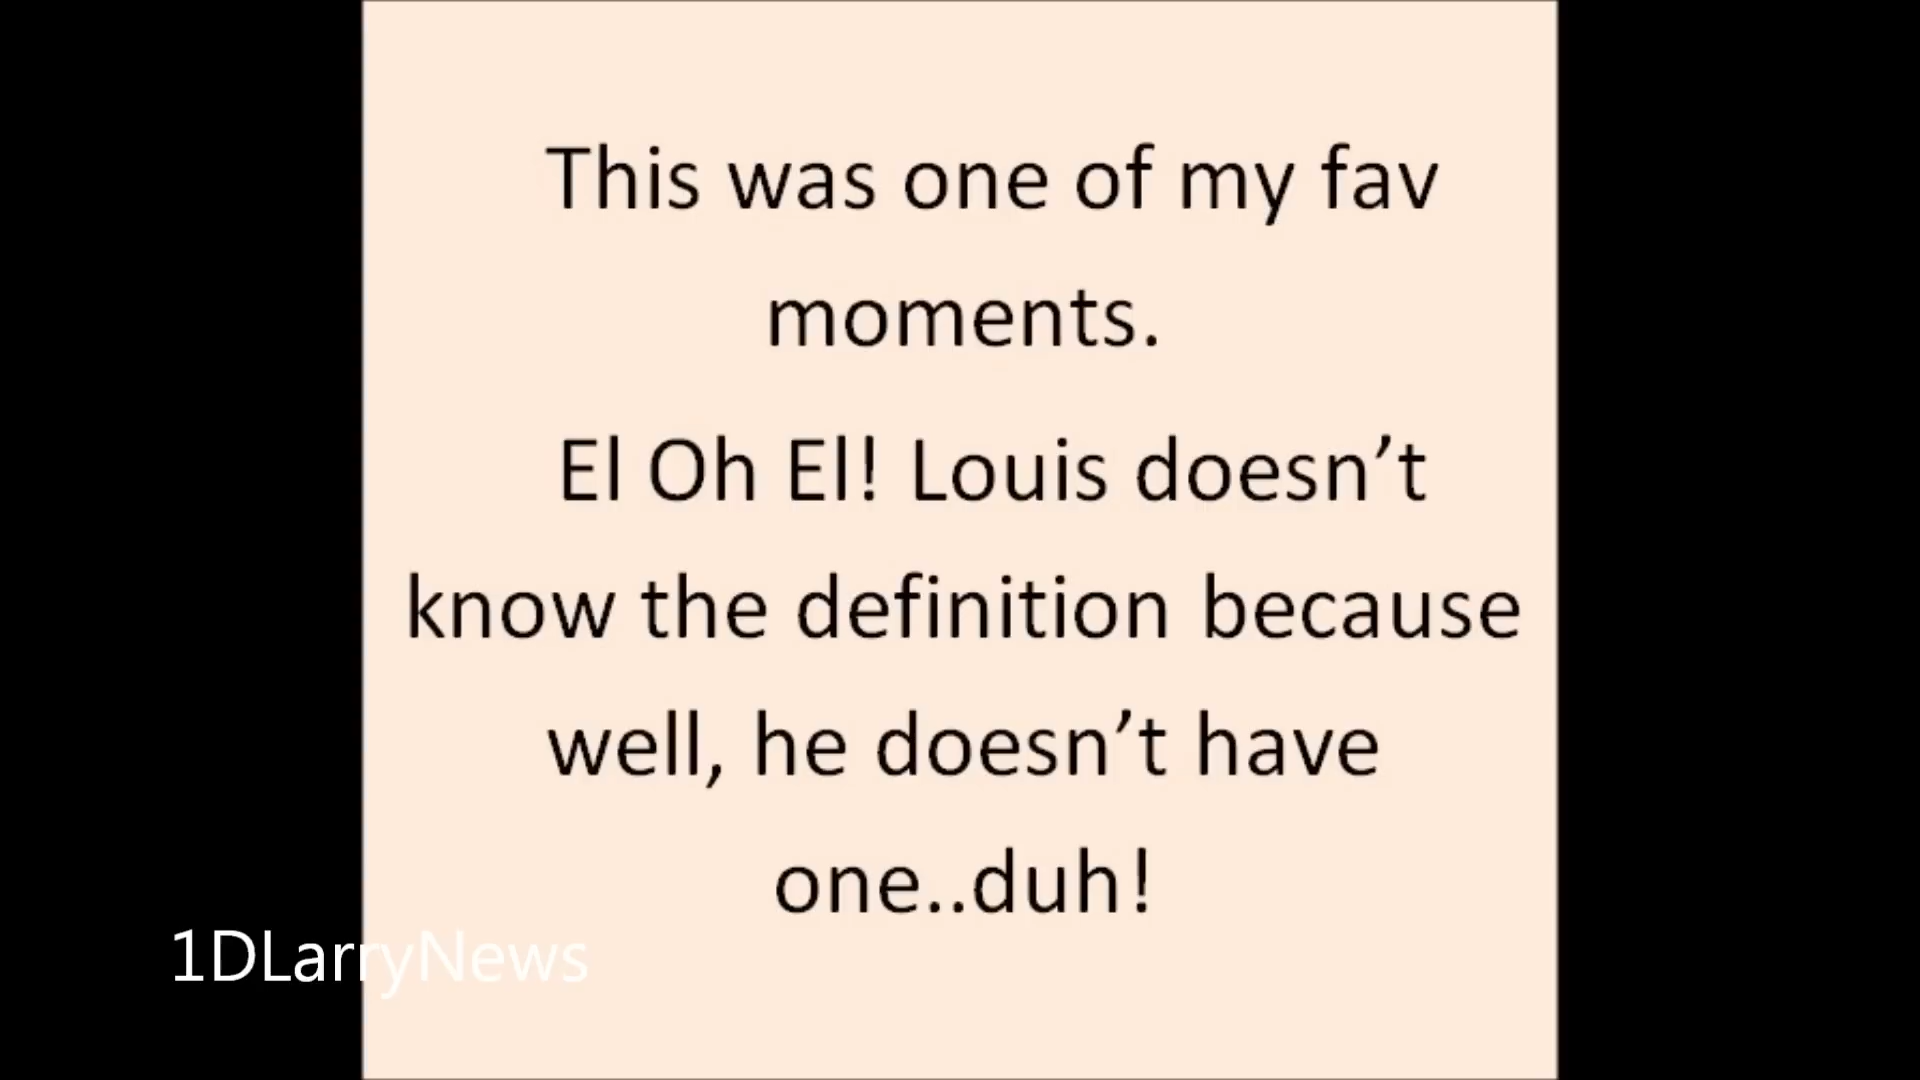 This was one of my fav
moments.
El Oh El! Louis doesn’t
know the definition because
well, he doesn’t have
one..duh!
1DLarryNews